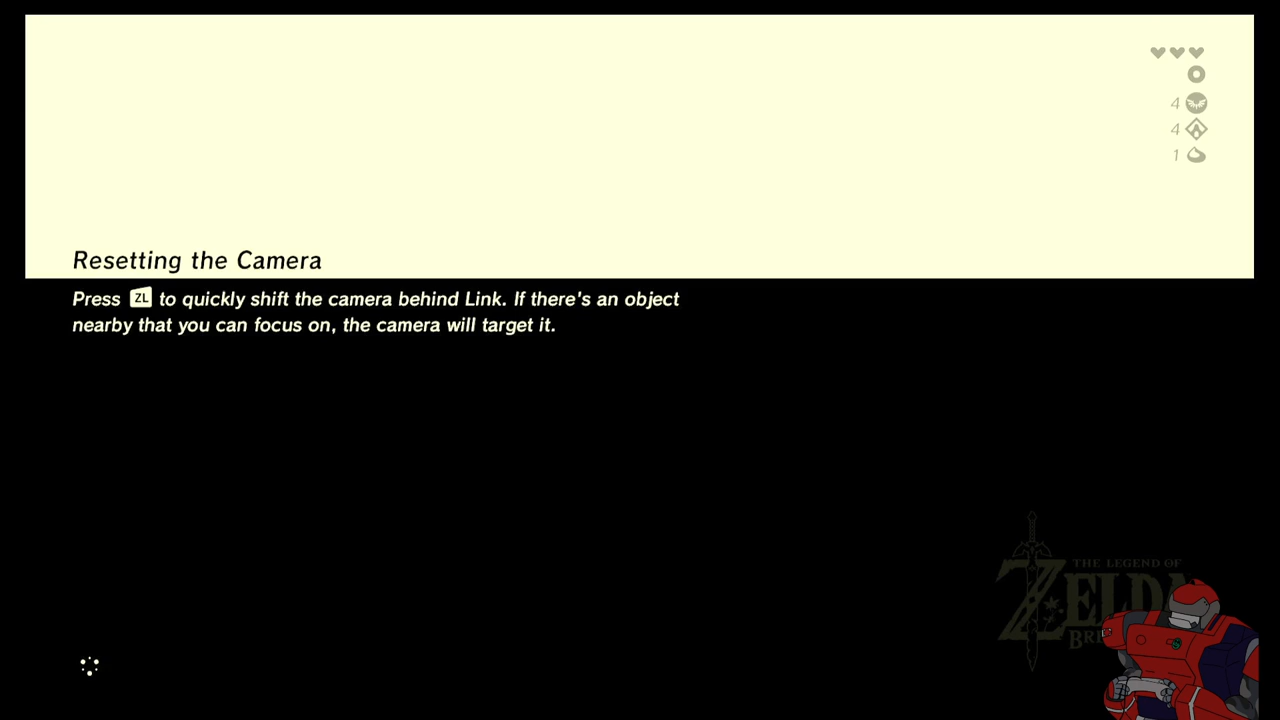 4
4
1
Resetting the Camera
Press ZL to quickly shift the camera behind Link. If there's an object
nearby that you can focus on, the camera will target it.
THE LEGEND OF
ZELDA